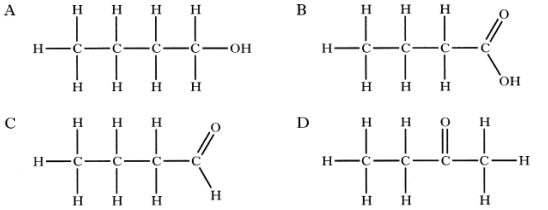 A
H H H H
H C C C C OH
H H H H
B
H H H O
H C C C C
H H H OH
C
H H H O
H C C C C
H H H H
D
H H O H
H C C C C H
H H H